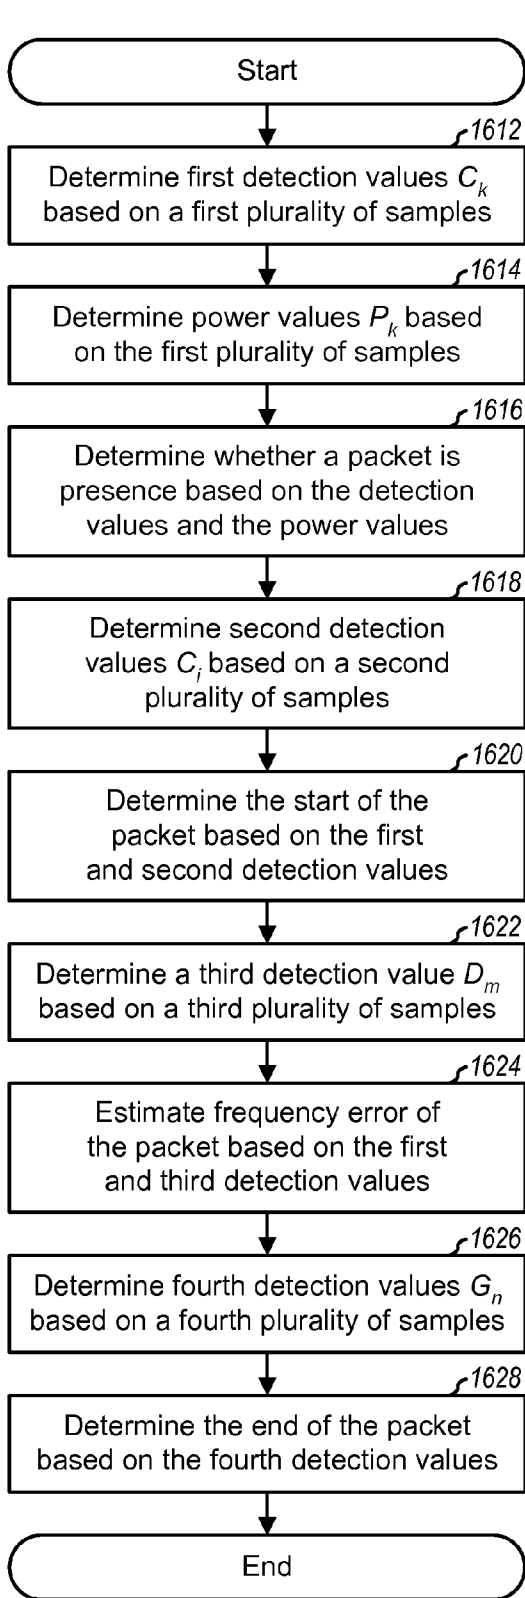 Start
1612
Determine first detection values C_k
based on a first plurality of samples
1614
Determine power values P_k based
on the first plurality of samples
1616
Determine whether a packet is
presence based on the detection
values and the power values
1618
Determine second detection
values C_i based on a second
plurality of samples
1620
Determine the start of the
packet based on the first
and second detection values
1622
Determine a third detection value D_m
based on a third plurality of samples
1624
Estimate frequency error of
the packet based on the first
and third detection values
1626
Determine fourth detection values G_n
based on a fourth plurality of samples
1628
Determine the end of the packet
based on the fourth detection values
End